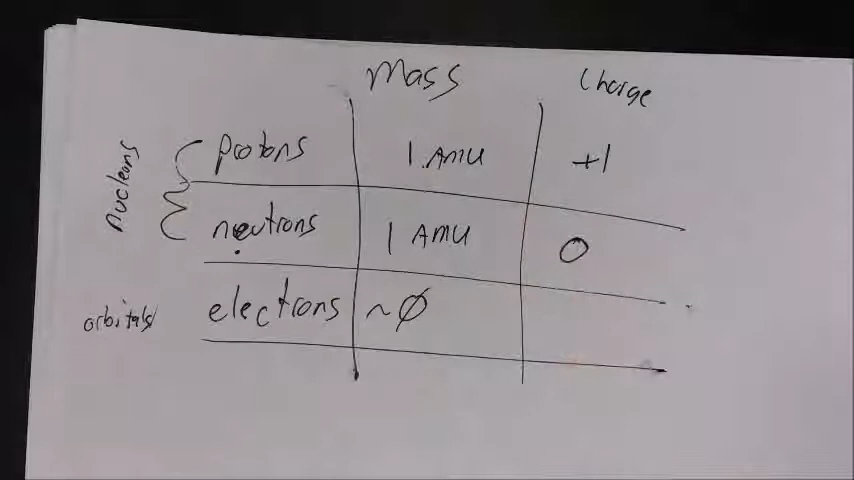 Mass Charge
protons 1 AMU +1
nucleons
neutrons 1 AMU 0
orbitals electrons ~∅